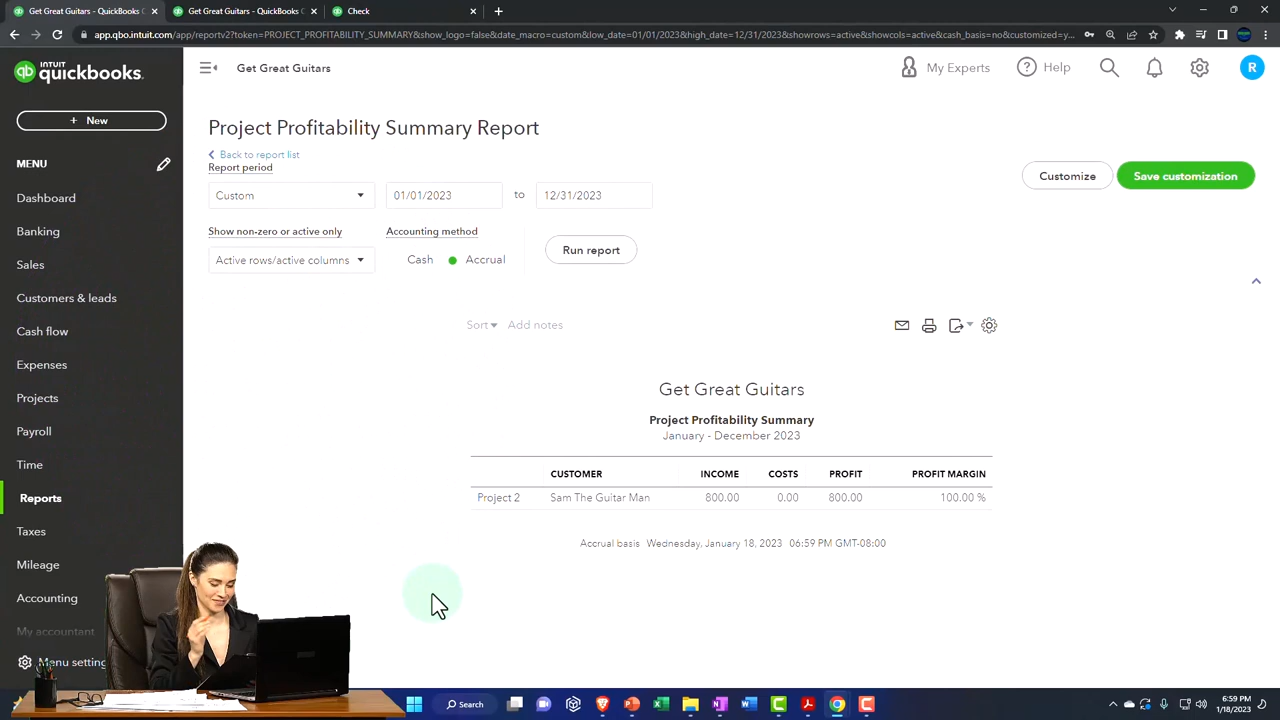 Get Great Guitars - QuickBooks O
Get Great Guitars - QuickBooks O
Check
app.qbo.intuit.com/app/reportv2?token=PROJECT_PROFITABILITY_SUMMARY&show_logo=false&date_macro=custom&low_date=01/01/2023&high_date=12/31/2023&showrows=active&showcols=active&cash_basis=no&customized=y...
INTUIT
quickbooks.
Get Great Guitars
My Experts
Help
R
+ New
MENU
Dashboard
Banking
Sales
Customers & leads
Cash flow
Expenses
Projects
Payroll
Time
Reports
Taxes
Mileage
Accounting
My accountant
Menu setting
Project Profitability Summary Report
Back to report list
Report period
Custom 01/01/2023 to 12/31/2023
Customize Save customization
Show non-zero or active only Accounting method
Active rows/active columns Cash Accrual Run report
Sort Add notes
Get Great Guitars
Project Profitability Summary
January - December 2023
CUSTOMER INCOME COSTS PROFIT PROFIT MARGIN
Project 2 Sam The Guitar Man 800.00 0.00 800.00 100.00 %
Accrual basis Wednesday, January 18, 2023 06:59 PM GMT-08:00
Search
6:59 PM
1/18/2023